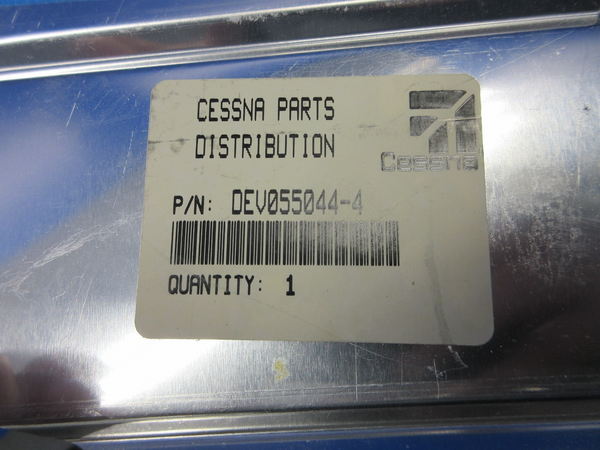 CESSNA PARTS
DISTRIBUTION
Cessna
P/N: DEV055044-4
QUANTITY: 1